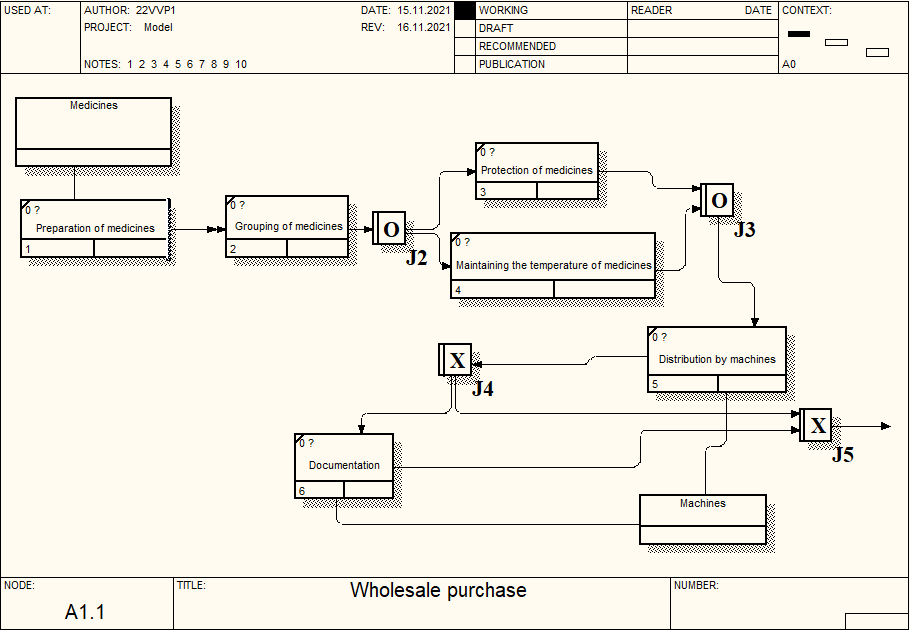 USED AT:
AUTHOR: 22VVP1
DATE: 15.11.2021
WORKING
READER
DATE
CONTEXT:
PROJECT: Model
REV: 16.11.2021
DRAFT
RECOMMENDED
NOTES: 1 2 3 4 5 6 7 8 9 10
PUBLICATION
A0
Medicines
0 ?
Preparation of medicines
1
0 ?
Grouping of medicines
2
O
J2
0 ?
Protection of medicines
3
0 ?
Maintaining the temperature of medicines
4
O
J3
0 ?
Distribution by machines
5
X
J4
X
J5
0 ?
Documentation
6
Machines
NODE:
A1.1
TITLE:
Wholesale purchase
NUMBER: